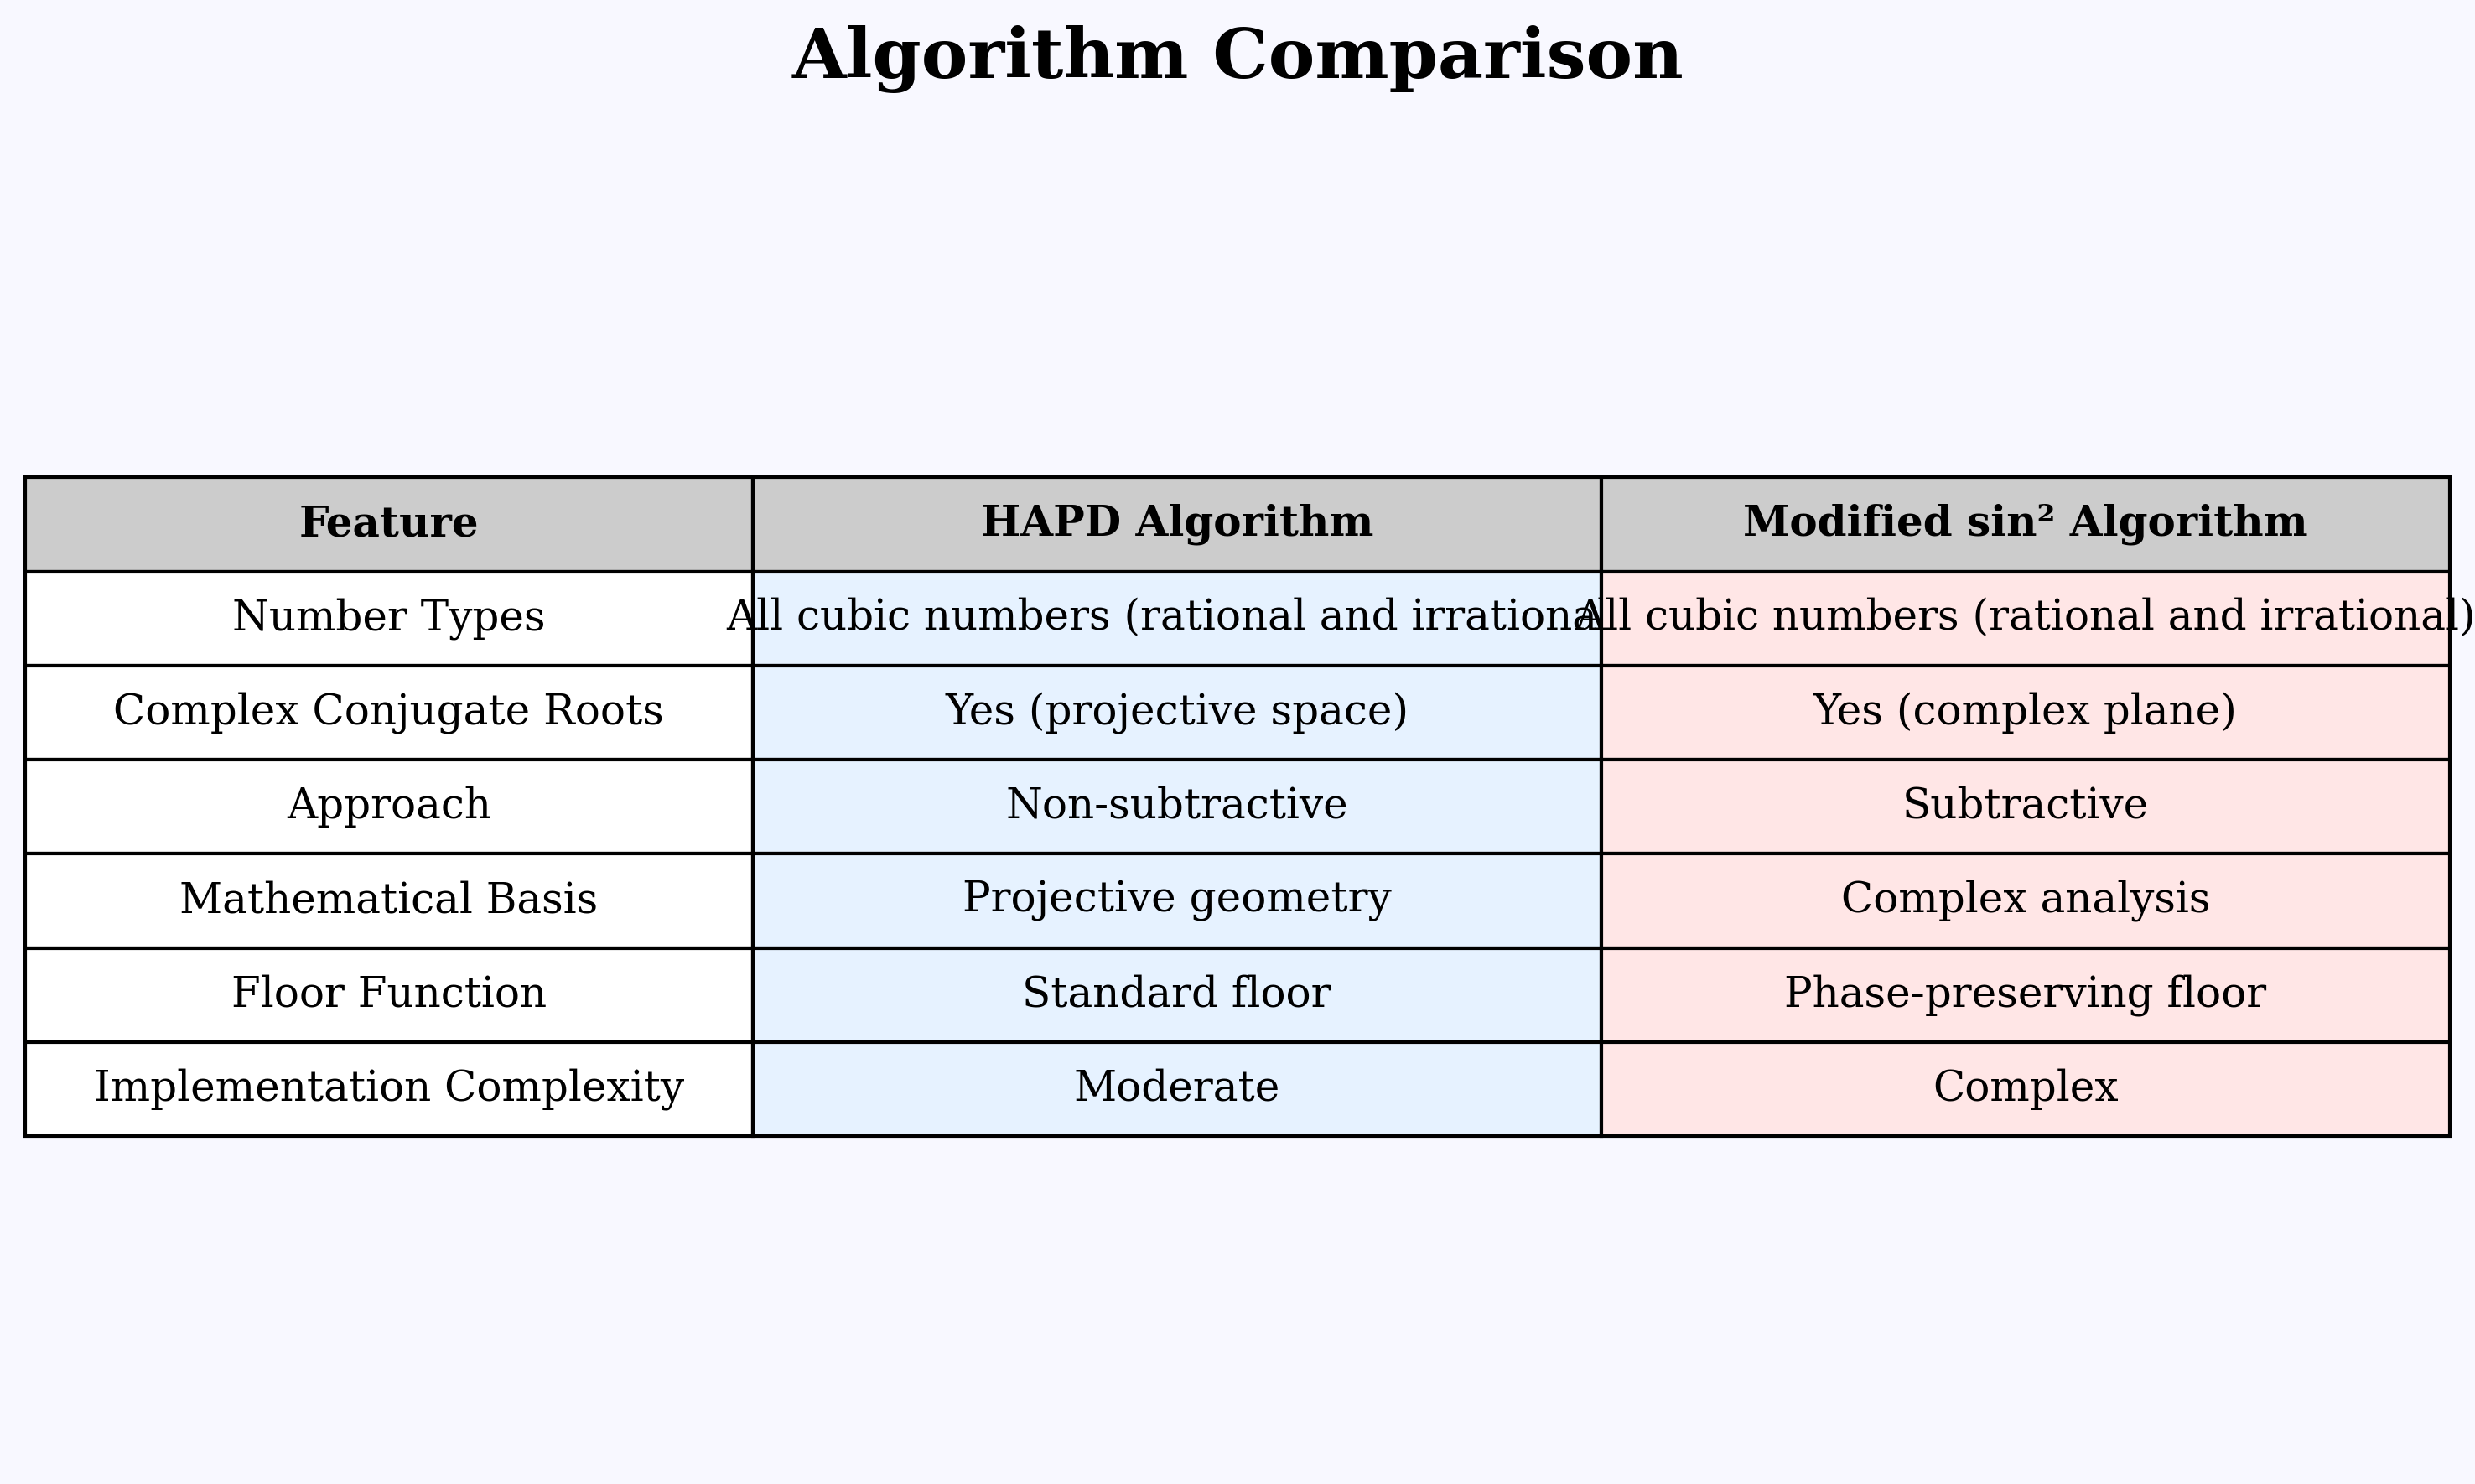 Algorithm Comparison
Feature HAPD Algorithm Modified sin² Algorithm
Number Types All cubic numbers (rational and irrationa All cubic numbers (rational and irrational)
Complex Conjugate Roots Yes (projective space) Yes (complex plane)
Approach Non-subtractive Subtractive
Mathematical Basis Projective geometry Complex analysis
Floor Function Standard floor Phase-preserving floor
Implementation Complexity Moderate Complex